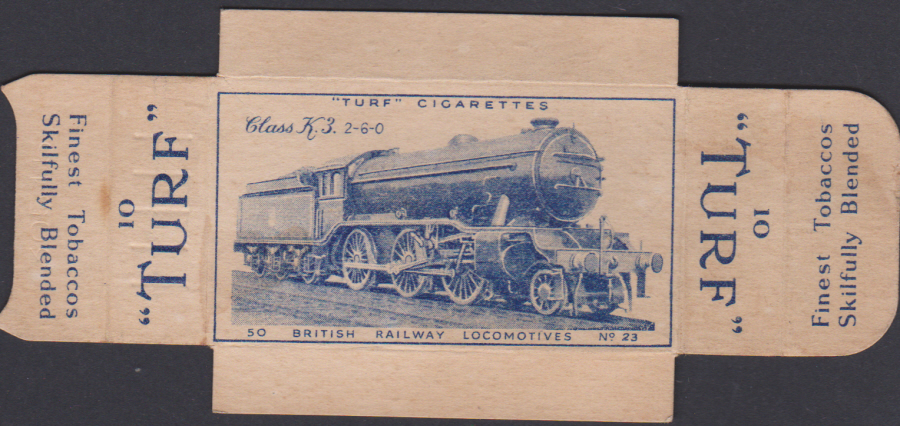 Finest Tobaccos
Skilfully Blended
"TURF"
10
"TURF" CIGARETTES
Class K.3. 2-6-0
50 BRITISH RAILWAY LOCOMOTIVES Nº 23
10
"TURF"
Finest Tobaccos
Skilfully Blended